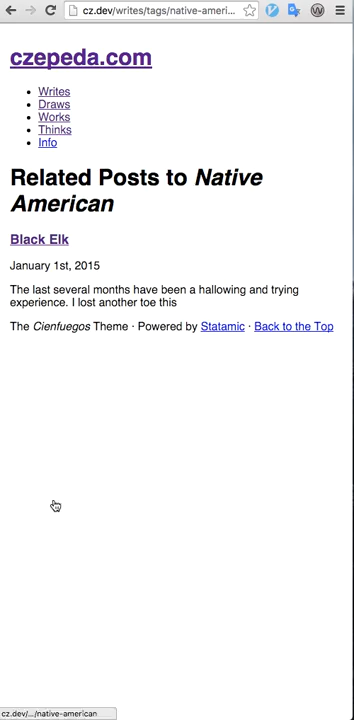 cz.dev/writes/tags/native-ameri...
czepeda.com
Writes
Draws
Works
Thinks
Info
Related Posts to Native
American
Black Elk
January 1st, 2015
The last several months have been a hallowing and trying
experience. I lost another toe this
The Cienfuegos Theme · Powered by Statamic · Back to the Top
cz.dev/.../native-american